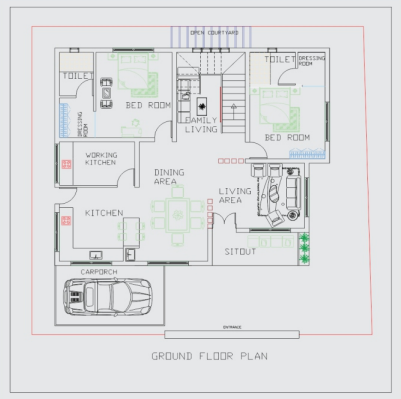 OPEN COURTYARD
TOILET
TOILET
DRESSING
ROOM
BED ROOM
FAMILY
LIVING
DRESSING
ROOM
BED ROOM
WORKING
KITCHEN
DINING
AREA
LIVING
AREA
KITCHEN
SITOUT
CARPORCH
ENTRANCE
GROUND FLOOR PLAN